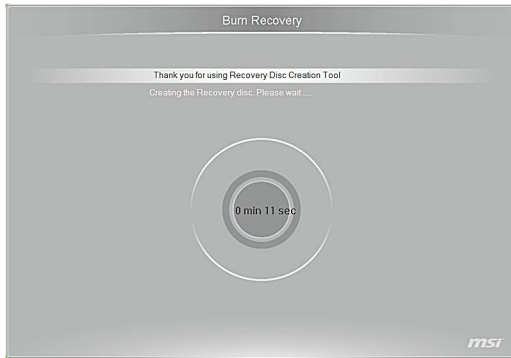 Burn Recovery
Thank you for using Recovery Disc Creation Tool
Creating the Recovery disc. Please wait.....
0 min 11 sec
msi